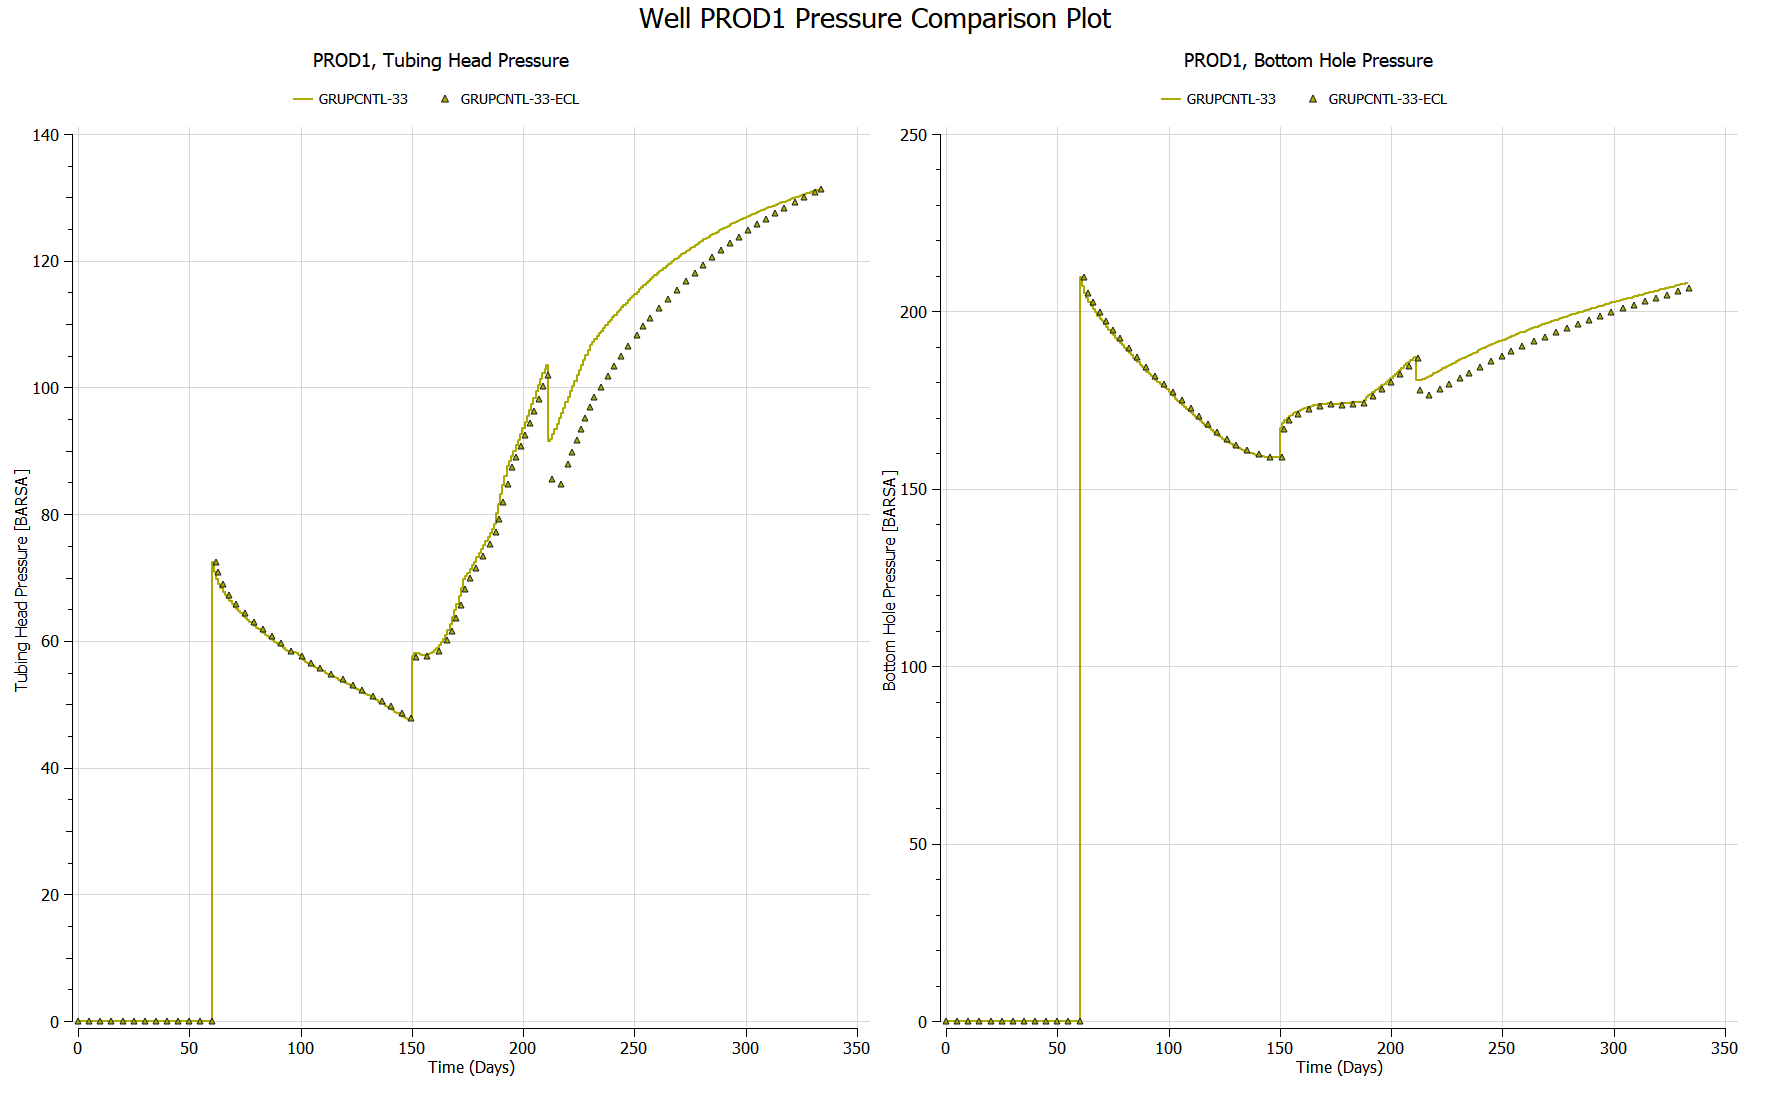 Well PROD1 Pressure Comparison Plot
PROD1, Tubing Head Pressure
GRUPCNTL-33 GRUPCNTL-33-ECL
Tubing Head Pressure [BARSA]
140
120
100
80
60
40
20
0
0 50 100 150 200 250 300 350
Time (Days)
PROD1, Bottom Hole Pressure
GRUPCNTL-33 GRUPCNTL-33-ECL
Bottom Hole Pressure [BARSA]
250
200
150
100
50
0
0 50 100 150 200 250 300 350
Time (Days)